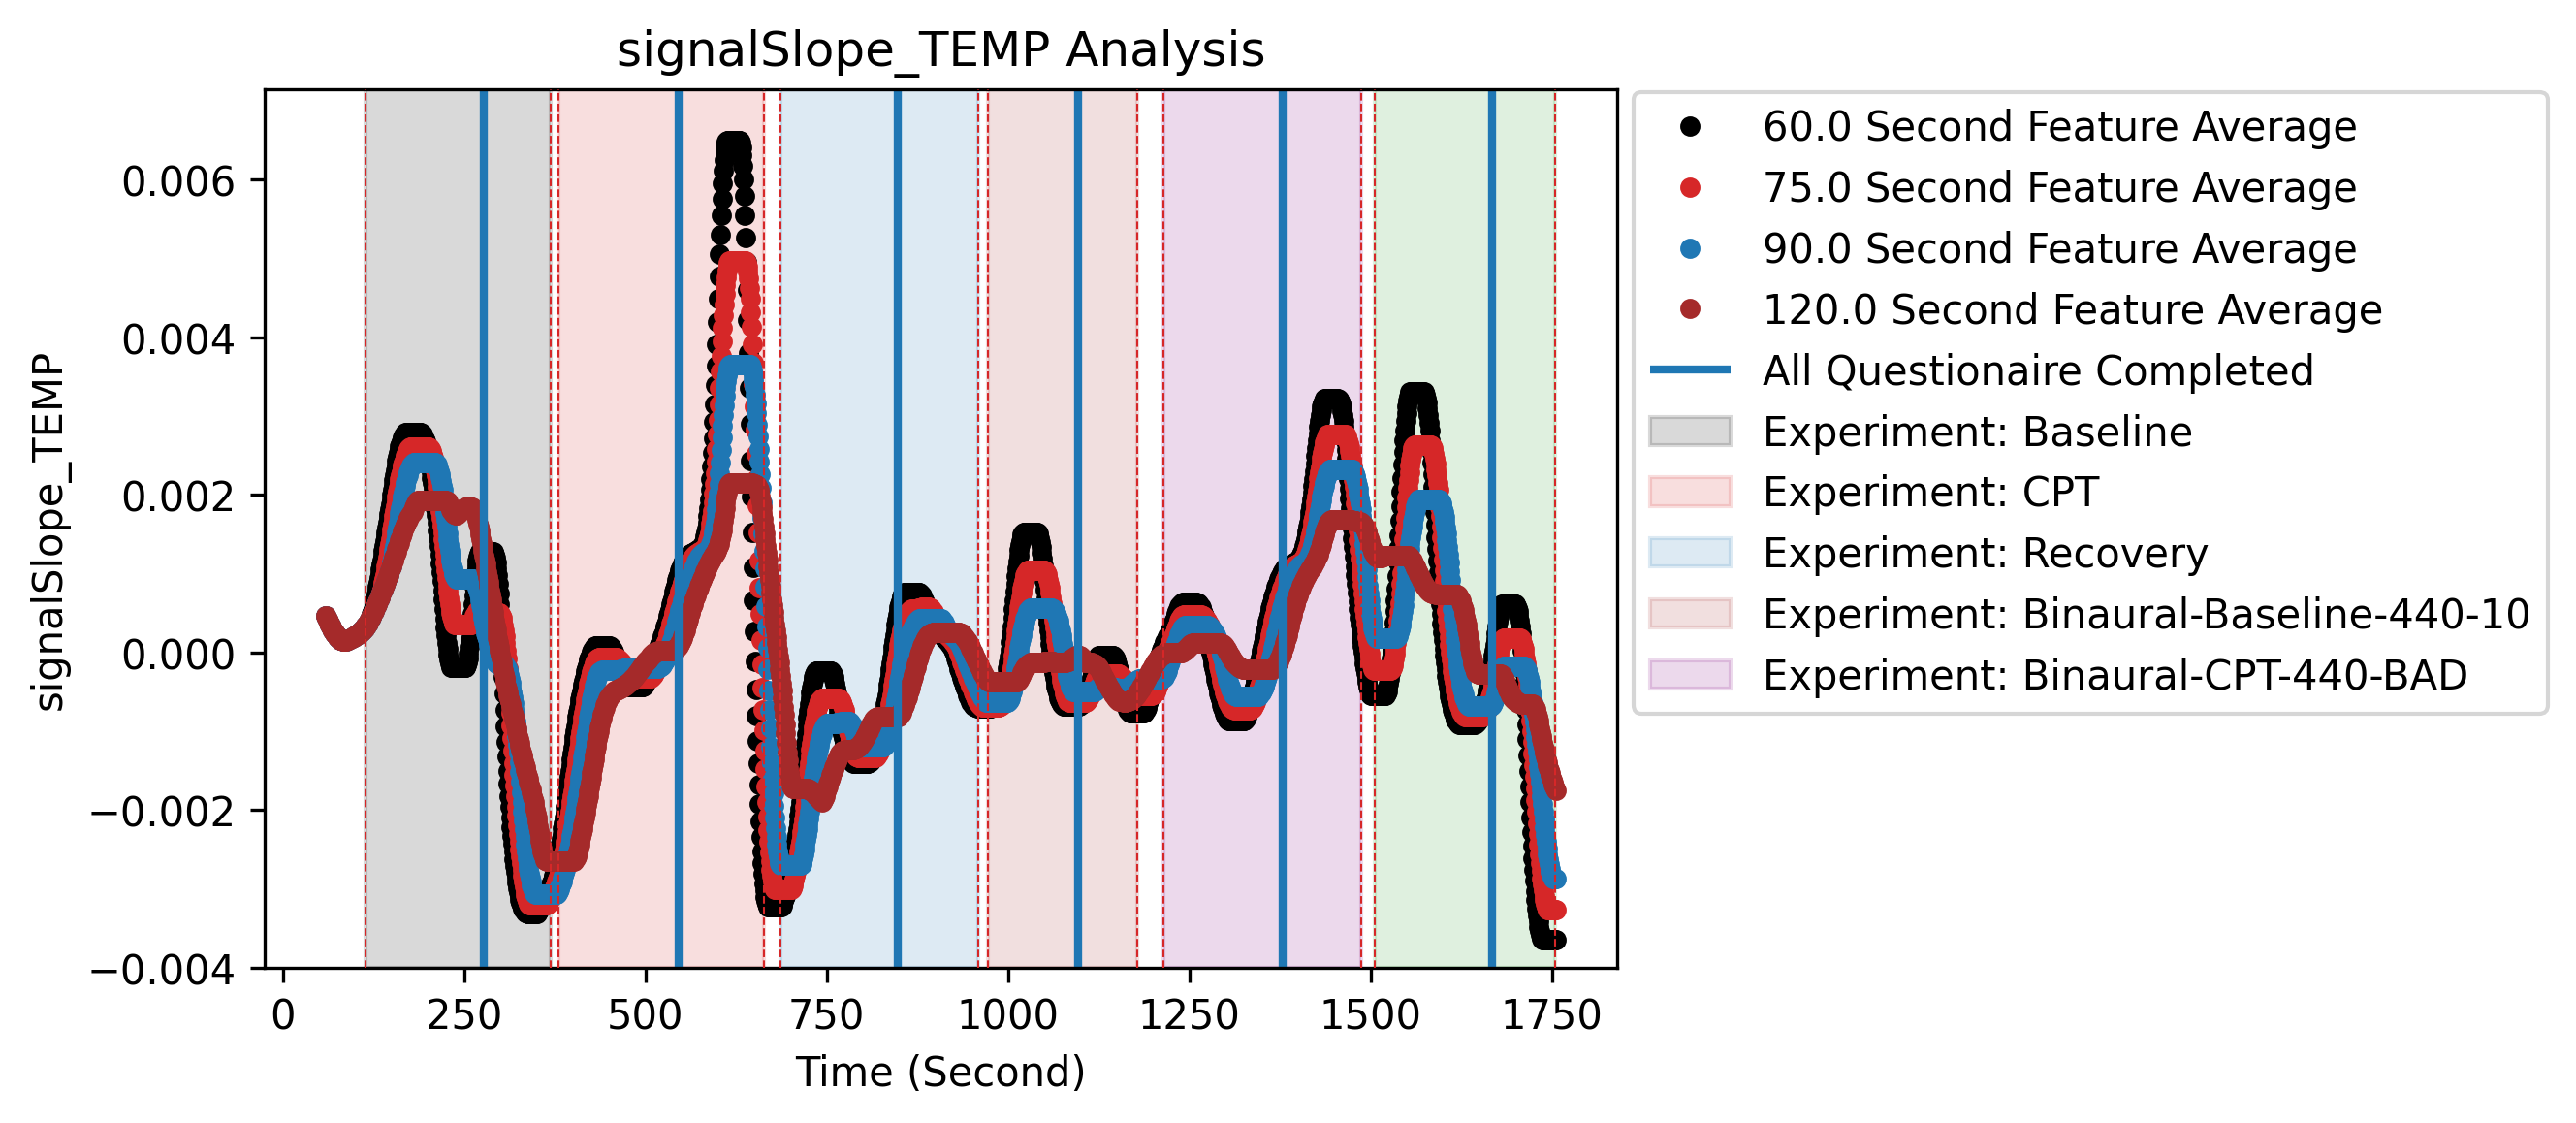 signalSlope_TEMP Analysis
signalSlope_TEMP
0.006
0.004
0.002
0.000
−0.002
−0.004
0 250 500 750 1000 1250 1500 1750
Time (Second)
60.0 Second Feature Average
75.0 Second Feature Average
90.0 Second Feature Average
120.0 Second Feature Average
All Questionaire Completed
Experiment: Baseline
Experiment: CPT
Experiment: Recovery
Experiment: Binaural-Baseline-440-10
Experiment: Binaural-CPT-440-BAD